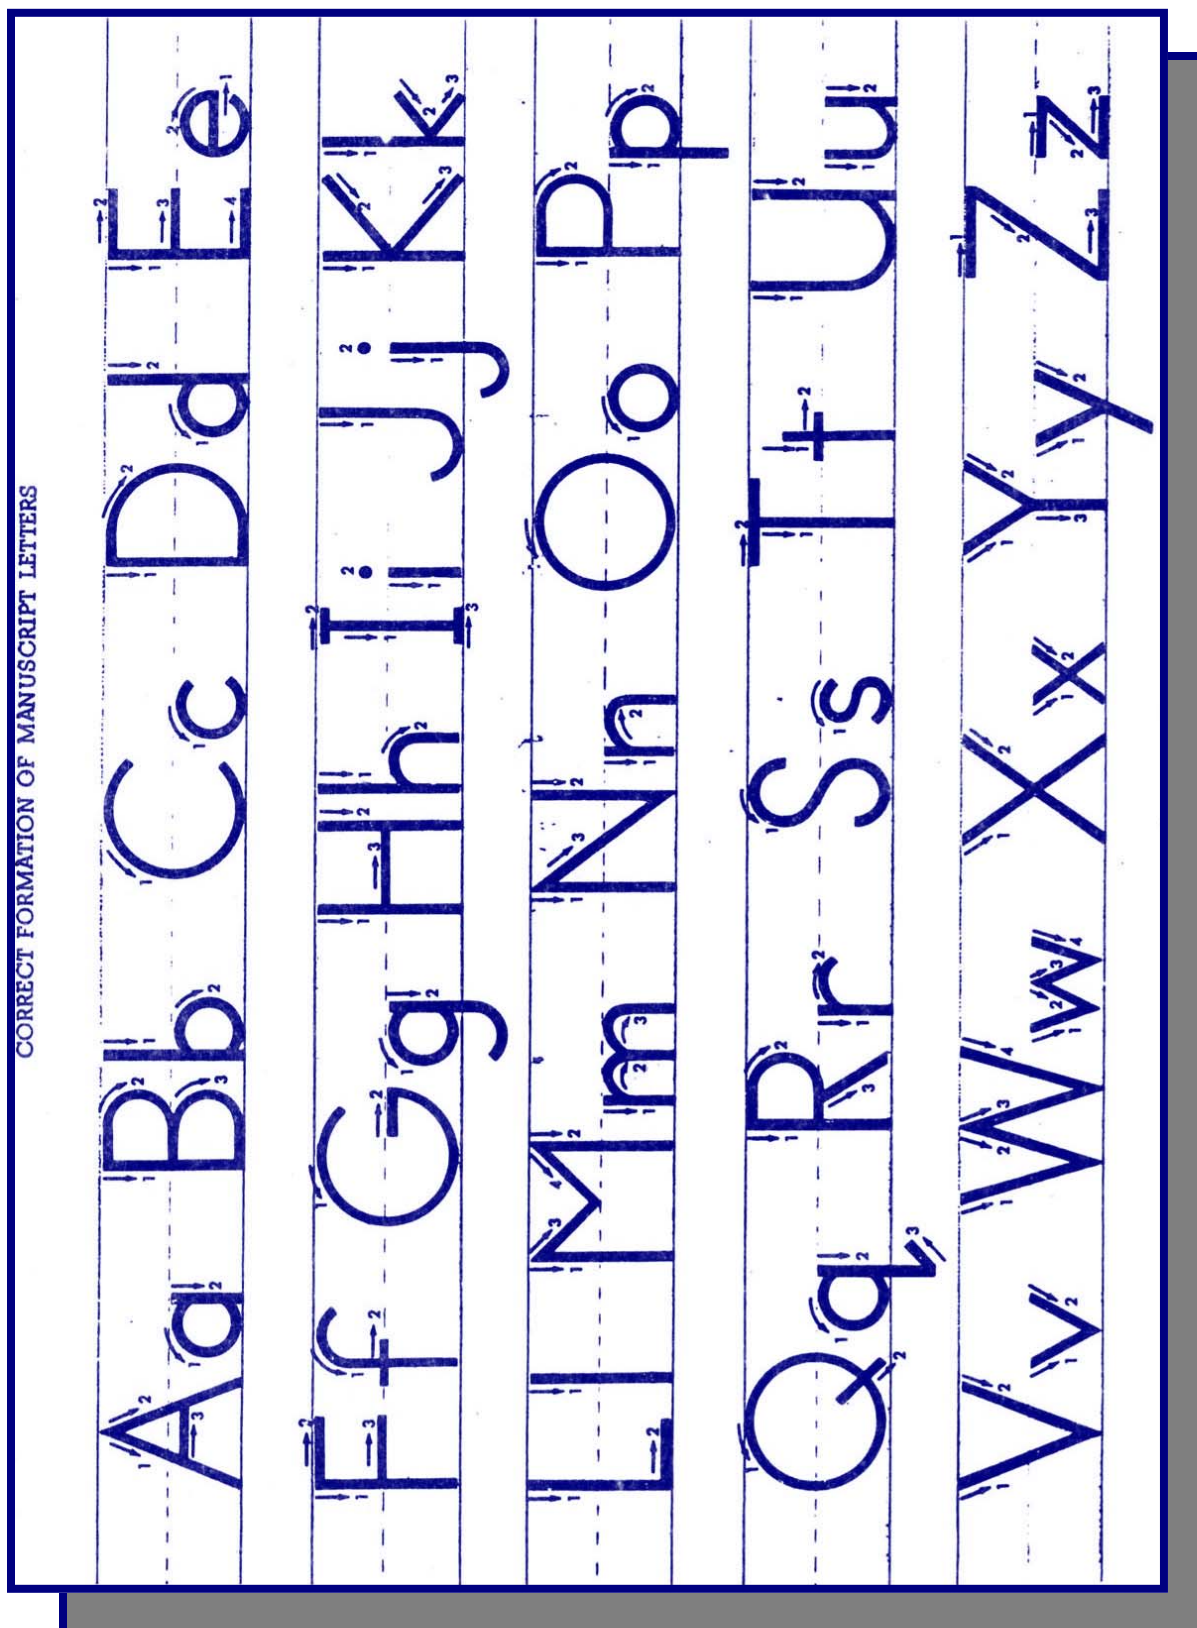 CORRECT FORMATION OF MANUSCRIPT LETTERS
Aa Bb Cc Dd Ee
Ff Gg Hh Ii Jj Kk
Ll Mm Nn Oo Pp
Qq Rr Ss Tt Uu
Vv Ww Xx Yy Zz